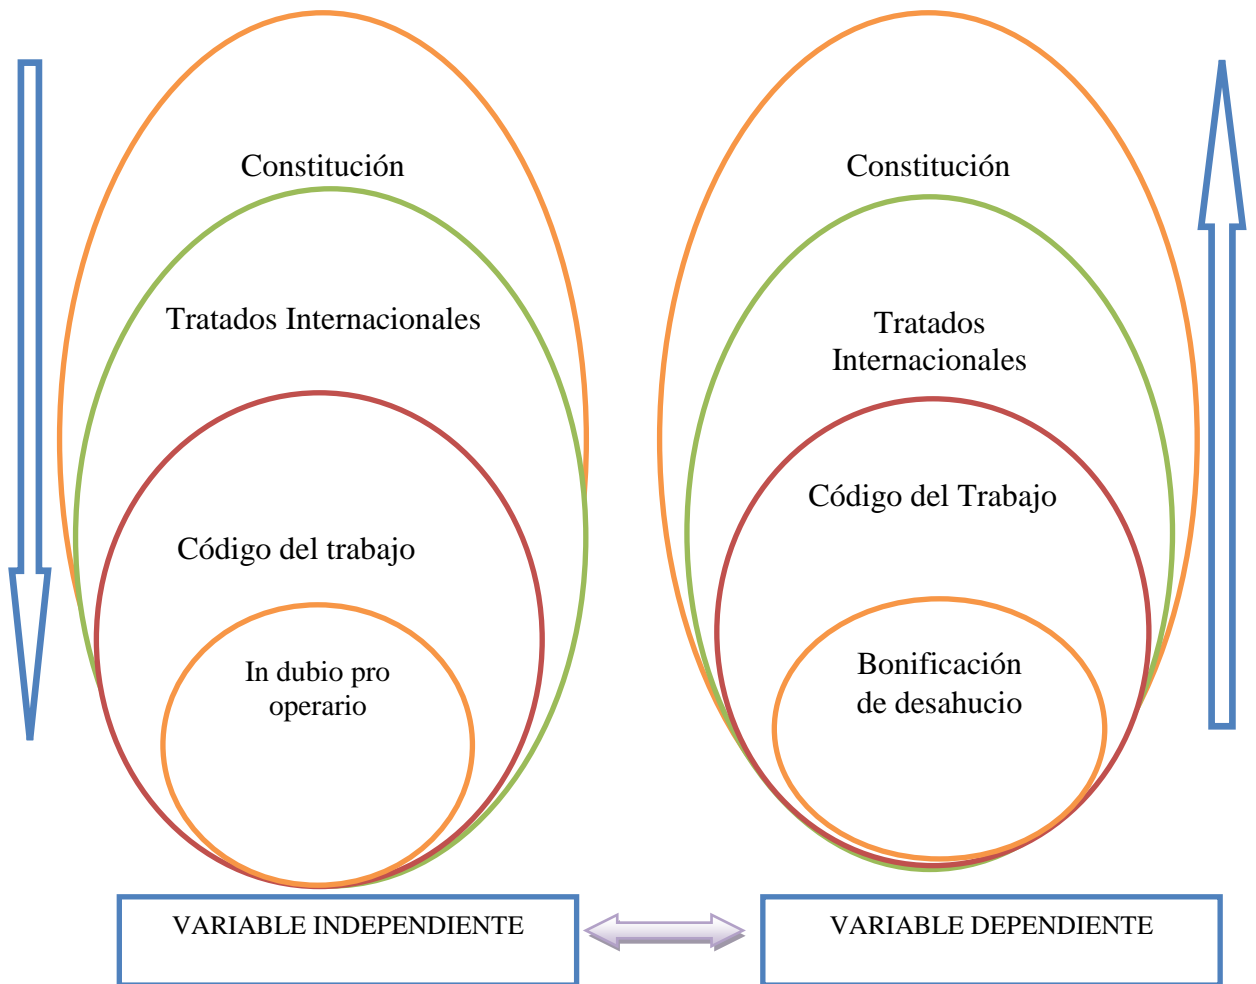 Constitución
Tratados Internacionales
Código del trabajo
In dubio pro
operario
VARIABLE INDEPENDIENTE
Constitución
Tratados
Internacionales
Código del Trabajo
Bonificación
de desahucio
VARIABLE DEPENDIENTE